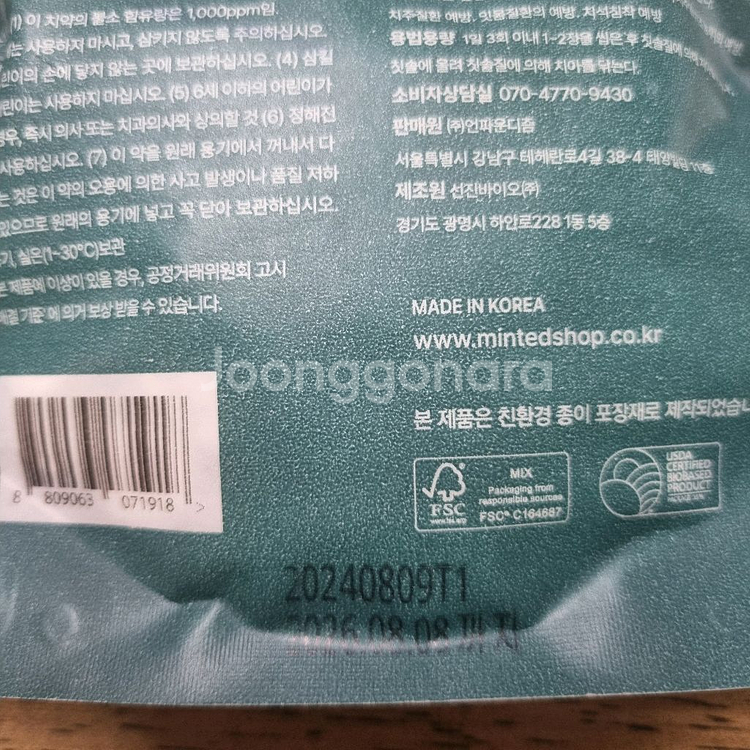 1) 이 치약의 불소 함유량은 1,000ppm임.
는 사용하지 마시고, 삼키지 않도록 주의하십시오.
의 손에 닿지 않는 곳에 보관하십시오. (4) 삼킬
린이는 사용하지 마십시오. (5) 6세 이하의 어린이가
경우, 즉시 의사 또는 치과의사와 상의할 것 (6) 정해진
사용하십시오. (7) 이 약을 원래 용기에서 꺼내서 다
는 것은 이 약의 오용에 의한 사고 발생이나 품질 저하
있으므로 원래의 용기에 넣고 꼭 닫아 보관하십시오.
기, 실온(1~30℃)보관
본 제품에 이상이 있을 경우, 공정거래위원회 고시
해결 기준 에 의거 보상 받을 수 있습니다.
치주질환 예방. 잇몸질환의 예방. 치석침착 예방
용법용량 1일 3회 이내 1~2장을 씹은 후 칫솔질에
칫솔에 올려 칫솔질에 의해 치아를 닦는다.
소비자상담실 070-4770-9430
판매원 ㈜언파운디즘
서울특별시 강남구 테헤란로4길 38-4
제조원 선진바이오㈜
경기도 광명시 하안로228 1동 5층
MADE IN KOREA
www.mintedshop.co.kr
Joonggonara
본 제품은 친환경 종이 포장재로 제작되었습니
FSC
www.fsc.org
MIX
Packaging from
responsible sources
FSC® C164687
USDA
CERTIFIED
BIOBASED
PRODUCT
8 809063 071918 >
20240809T1
2026.08.08 까지